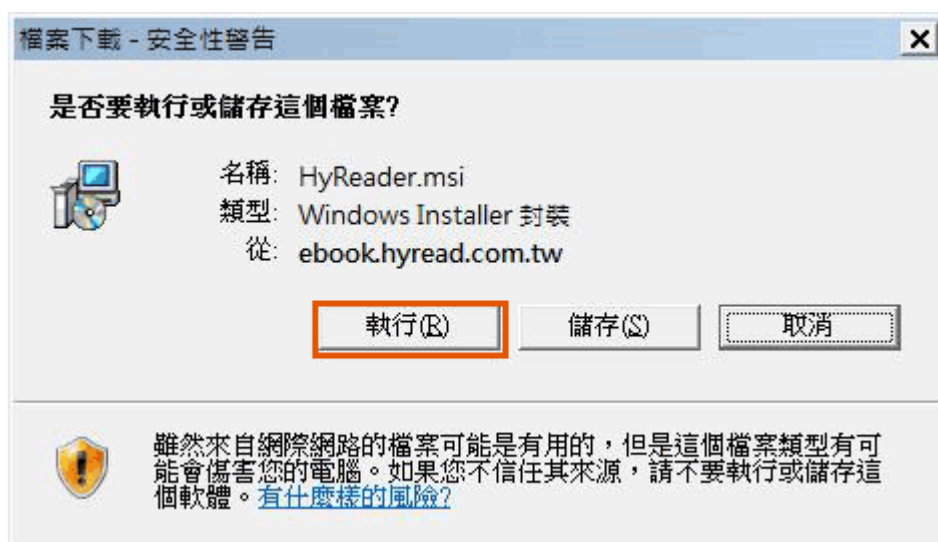 檔案下載 - 安全性警告
是否要執行或儲存這個檔案?
名稱: HyReader.msi
類型: Windows Installer 封裝
從: ebook.hyread.com.tw
執行(R) 儲存(S) 取消
雖然來自網際網路的檔案可能是有用的，但是這個檔案類型有可
能會傷害您的電腦。如果您不信任其來源，請不要執行或儲存這
個軟體。有什麼樣的風險?